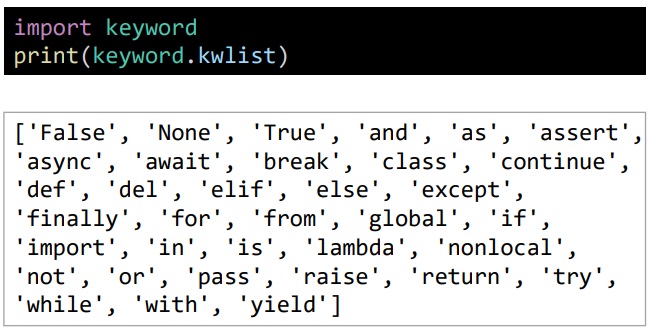 import keyword
print(keyword.kwlist)
['False', 'None', 'True', 'and', 'as', 'assert',
'async', 'await', 'break', 'class', 'continue',
'def', 'del', 'elif', 'else', 'except',
'finally', 'for', 'from', 'global', 'if',
'import', 'in', 'is', 'lambda', 'nonlocal',
'not', 'or', 'pass', 'raise', 'return', 'try',
'while', 'with', 'yield']